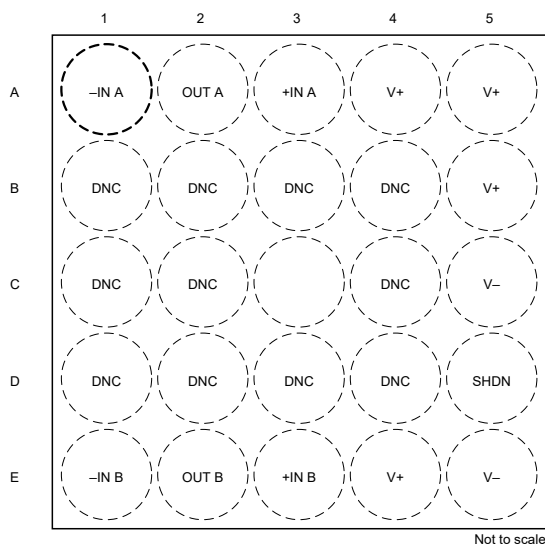 1 2 3 4 5
A –IN A OUT A +IN A V+ V+
B DNC DNC DNC DNC V+
C DNC DNC DNC V–
D DNC DNC DNC DNC SHDN
E –IN B OUT B +IN B V+ V–
Not to scale